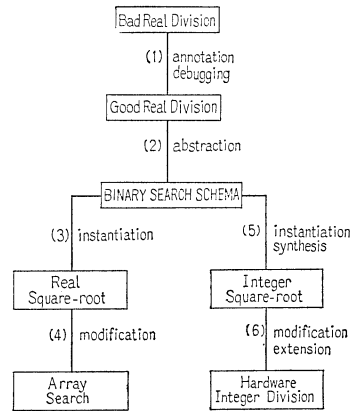 Bad Real Division
(1) annotation
debugging
Good Real Division
(2) abstraction
BINARY SEARCH SCHEMA
(3) instantiation
(5) instantiation
synthesis
Real
Square-root
Integer
Square-root
(4) modification
(6) modification
extension
Array
Search
Hardware
Integer Division